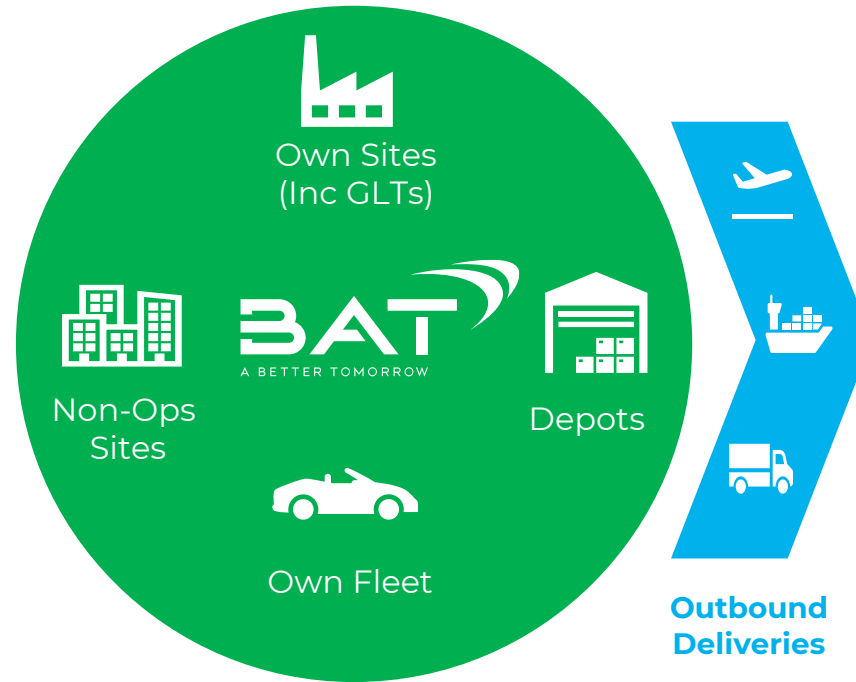 Own Sites
(Inc GLTs)
BAT
A BETTER TOMORROW
Non-Ops
Sites
Depots
Own Fleet
Outbound
Deliveries